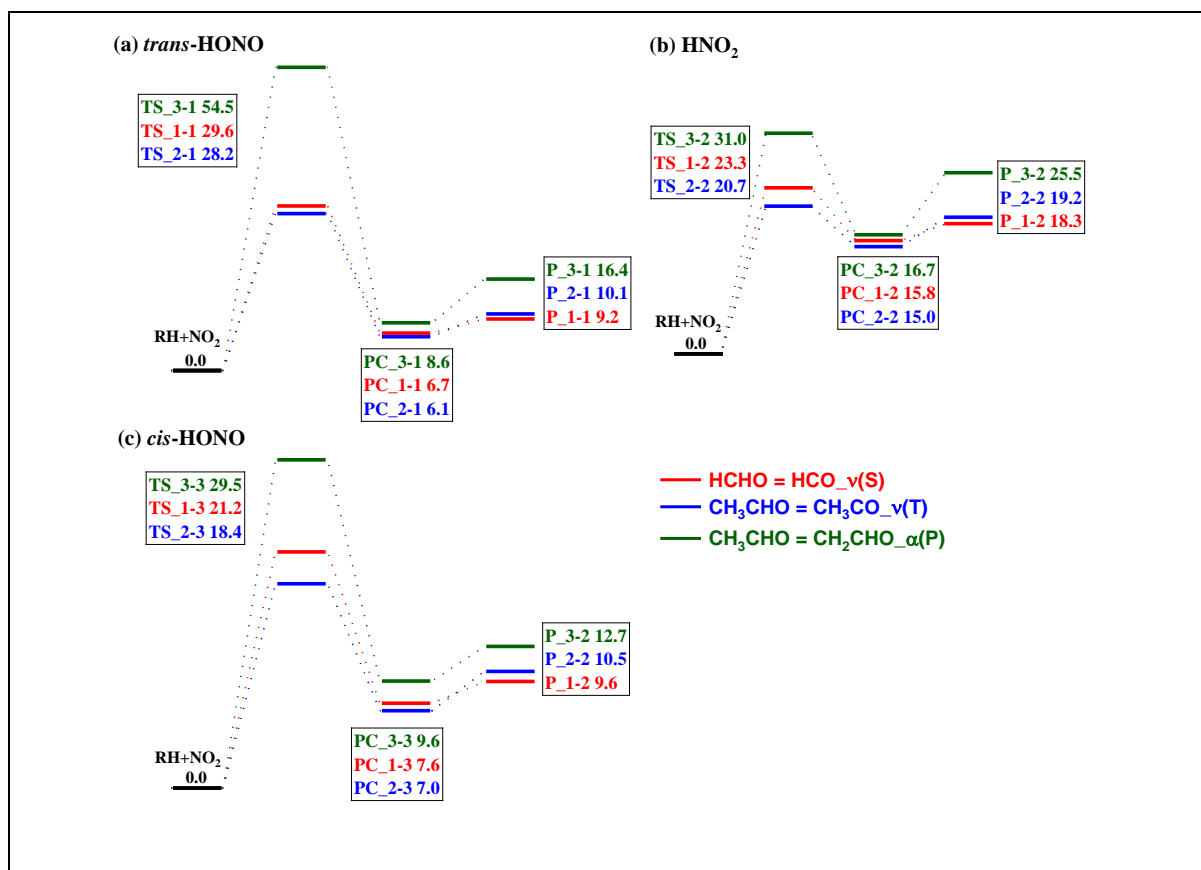 (a) trans-HONO
TS_3-1 54.5
TS_1-1 29.6
TS_2-1 28.2
RH+NO₂
0.0
PC_3-1 8.6
PC_1-1 6.7
PC_2-1 6.1
P_3-1 16.4
P_2-1 10.1
P_1-1 9.2
(b) HNO₂
TS_3-2 31.0
TS_1-2 23.3
TS_2-2 20.7
RH+NO₂
0.0
PC_3-2 16.7
PC_1-2 15.8
PC_2-2 15.0
P_3-2 25.5
P_2-2 19.2
P_1-2 18.3
(c) cis-HONO
TS_3-3 29.5
TS_1-3 21.2
TS_2-3 18.4
RH+NO₂
0.0
PC_3-3 9.6
PC_1-3 7.6
PC_2-3 7.0
P_3-2 12.7
P_2-2 10.5
P_1-2 9.6
HCHO = HCO_ν(S)
CH₃CHO = CH₃CO_ν(T)
CH₃CHO = CH₂CHO_α(P)